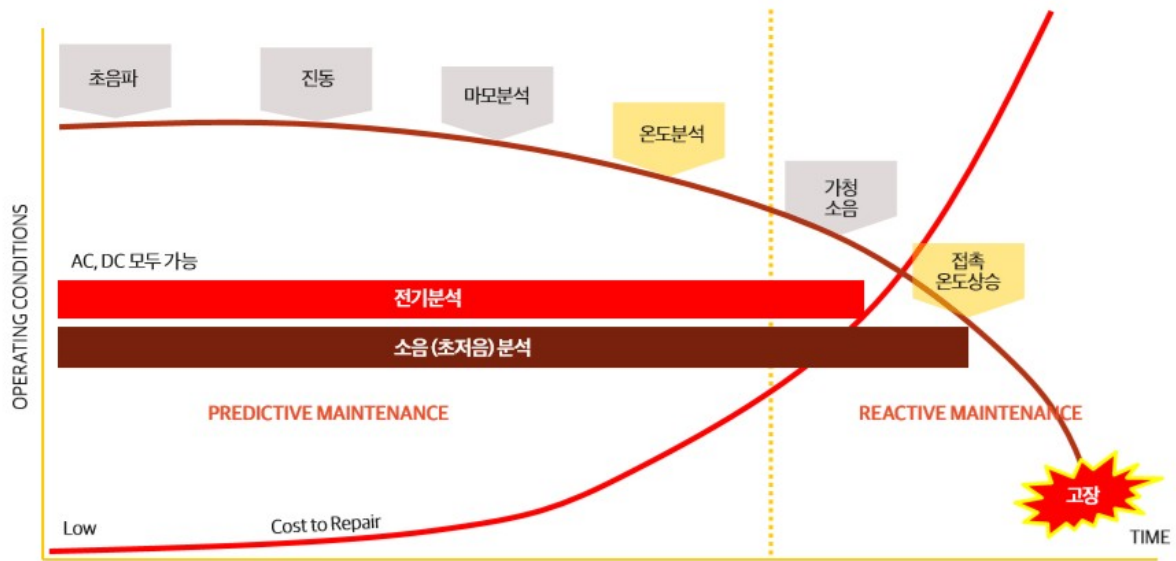 초음파
진동
마모분석
온도분석
가청
소음
접촉
온도상승
OPERATING CONDITIONS
AC, DC 모두 가능
전기분석
소음 (초저음) 분석
PREDICTIVE MAINTENANCE
REACTIVE MAINTENANCE
고장
Low
Cost to Repair
TIME